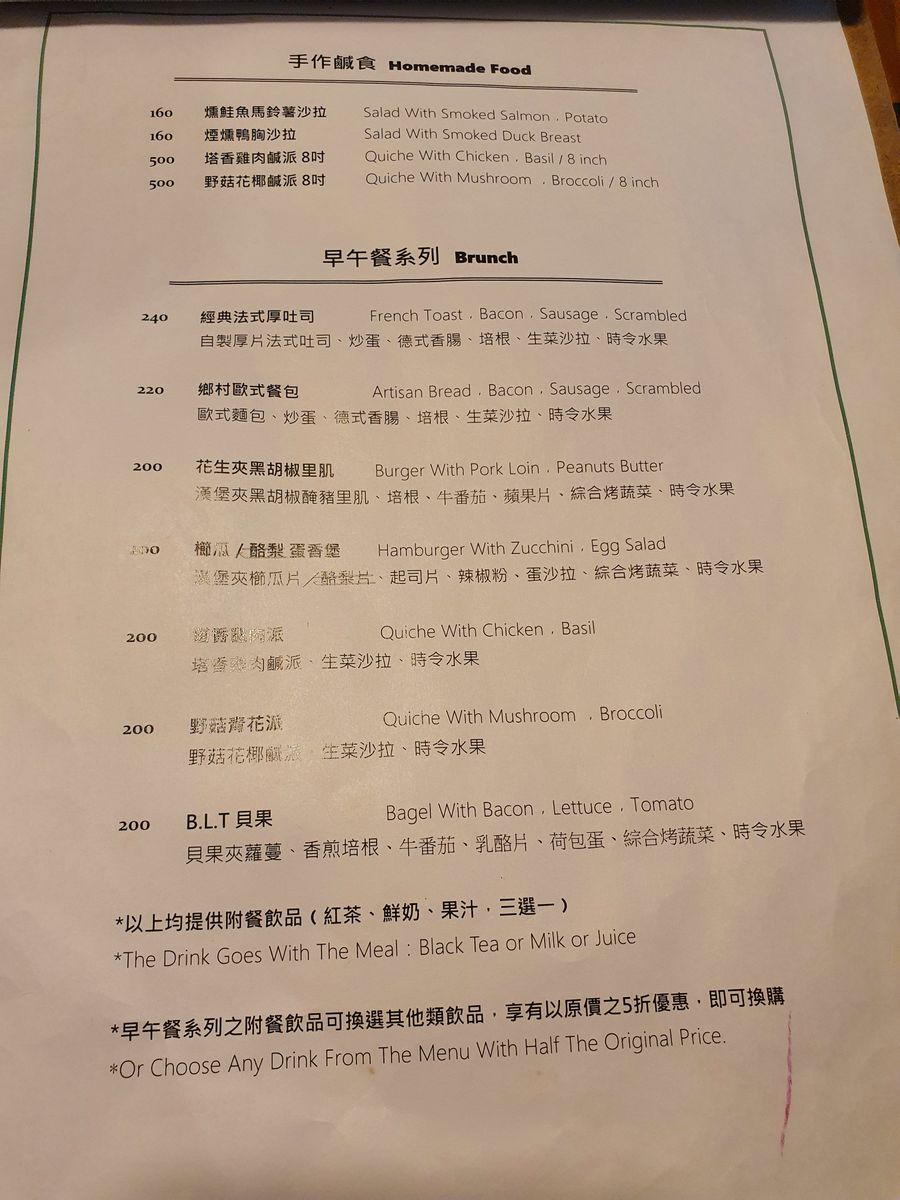 手作鹹食 Homemade Food
160 燻鮭魚馬鈴薯沙拉 Salad With Smoked Salmon﹒Potato
160 煙燻鴨胸沙拉 Salad With Smoked Duck Breast
500 塔香雞肉鹹派 8吋 Quiche With Chicken﹒Basil / 8 inch
500 野菇花椰鹹派 8吋 Quiche With Mushroom ﹒Broccoli / 8 inch
早午餐系列 Brunch
240 經典法式厚吐司 French Toast﹒Bacon﹒Sausage﹒Scrambled
自製厚片法式吐司、炒蛋、德式香腸、培根、生菜沙拉、時令水果
220 鄉村歐式餐包 Artisan Bread﹒Bacon﹒Sausage﹒Scrambled
歐式麵包、炒蛋、德式香腸、培根、生菜沙拉、時令水果
200 花生夾黑胡椒里肌 Burger With Pork Loin﹒Peanuts Butter
漢堡夾黑胡椒醃豬里肌、培根、牛番茄、蘋果片、綜合烤蔬菜、時令水果
櫛瓜 / 酪梨 蛋香堡 Hamburger With Zucchini﹒Egg Salad
漢堡夾櫛瓜片／酪梨片、起司片、辣椒粉、蛋沙拉、綜合烤蔬菜、時令水果
200 塔香雞肉派 Quiche With Chicken﹒Basil
塔香雞肉鹹派、生菜沙拉、時令水果
200 野菇青花派 Quiche With Mushroom ﹒Broccoli
野菇花椰鹹派、生菜沙拉、時令水果
200 B.L.T 貝果 Bagel With Bacon﹒Lettuce﹒Tomato
貝果夾蘿蔓、香煎培根、牛番茄、乳酪片、荷包蛋、綜合烤蔬菜、時令水果
*以上均提供附餐飲品（紅茶、鮮奶、果汁，三選一）
*The Drink Goes With The Meal : Black Tea or Milk or Juice
*早午餐系列之附餐飲品可換選其他類飲品，享有以原價之5折優惠，即可換購
*Or Choose Any Drink From The Menu With Half The Original Price.